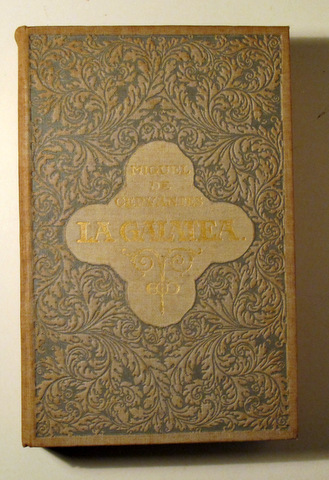 MIGUEL
DE
CERVANTES
LA GALATEA